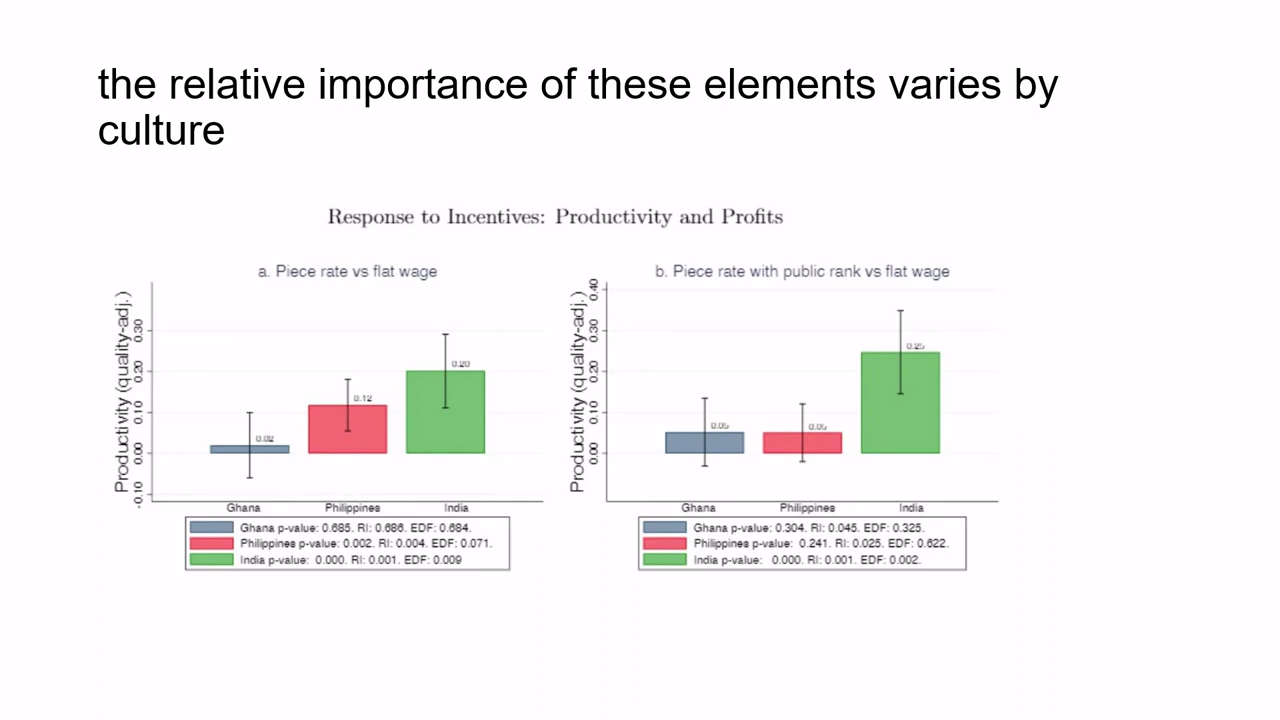 the relative importance of these elements varies by
culture
Response to Incentives: Productivity and Profits
a. Piece rate vs flat wage
Productivity (quality-adj.)
-0.10 0.00 0.10 0.20 0.30
0.02
0.12
0.20
Ghana Philippines India
Ghana p-value: 0.685. RI: 0.686. EDF: 0.684.
Philippines p-value: 0.002. RI: 0.004. EDF: 0.071.
India p-value: 0.000. RI: 0.001. EDF: 0.009
b. Piece rate with public rank vs flat wage
Productivity (quality-adj.)
0.00 0.10 0.20 0.30 0.40
0.05
0.05
0.25
Ghana Philippines India
Ghana p-value: 0.304. RI: 0.045. EDF: 0.325.
Philippines p-value: 0.241. RI: 0.025. EDF: 0.622.
India p-value: 0.000. RI: 0.001. EDF: 0.002.